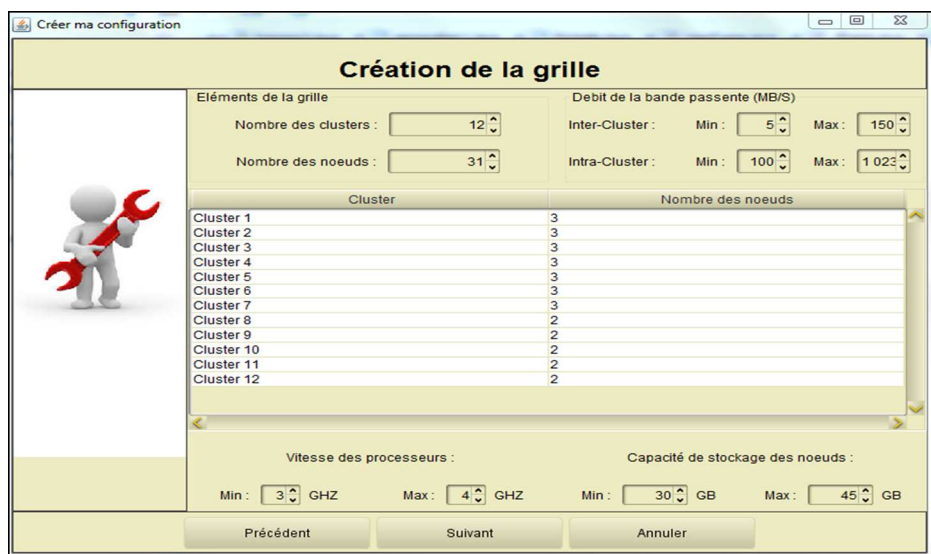 Créer ma configuration
Création de la grille
Eléments de la grille
Nombre des clusters : 12
Nombre des noeuds : 31
Debit de la bande passente (MB/S)
Inter-Cluster : Min : 5 Max : 150
Intra-Cluster : Min : 100 Max : 1 023
Cluster Nombre des noeuds
Cluster 1 3
Cluster 2 3
Cluster 3 3
Cluster 4 3
Cluster 5 3
Cluster 6 3
Cluster 7 3
Cluster 8 2
Cluster 9 2
Cluster 10 2
Cluster 11 2
Cluster 12 2
Vitesse des processeurs :
Min : 3 GHZ Max : 4 GHZ
Capacité de stockage des noeuds :
Min : 30 GB Max : 45 GB
Précédent Suivant Annuler